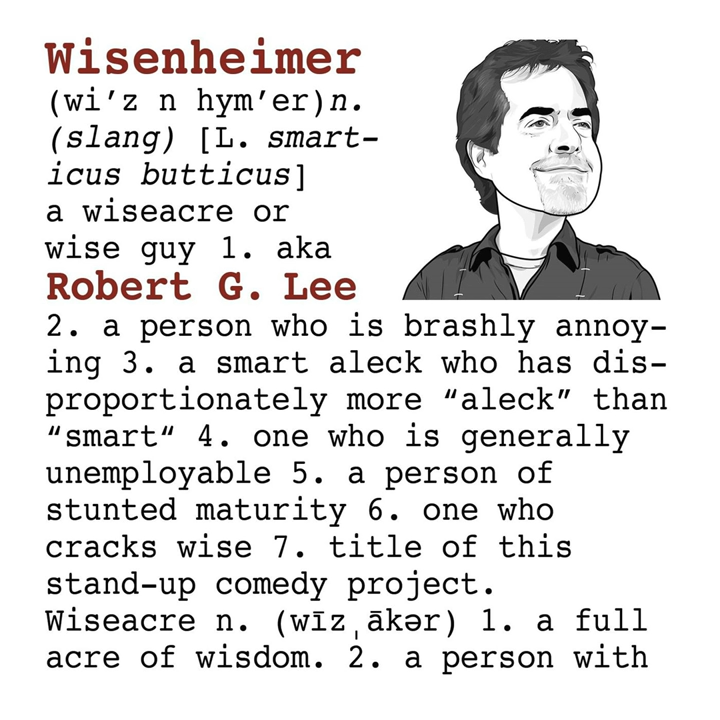 Wisenheimer
(wi’z n hym’er)n.
(slang) [L. smart-
icus butticus]
a wiseacre or
wise guy 1. aka
Robert G. Lee
2. a person who is brashly annoy-
ing 3. a smart aleck who has dis-
proportionately more “aleck” than
“smart“ 4. one who is generally
unemployable 5. a person of
stunted maturity 6. one who
cracks wise 7. title of this
stand-up comedy project.
Wiseacre n. (wīzˌākər) 1. a full
acre of wisdom. 2. a person with